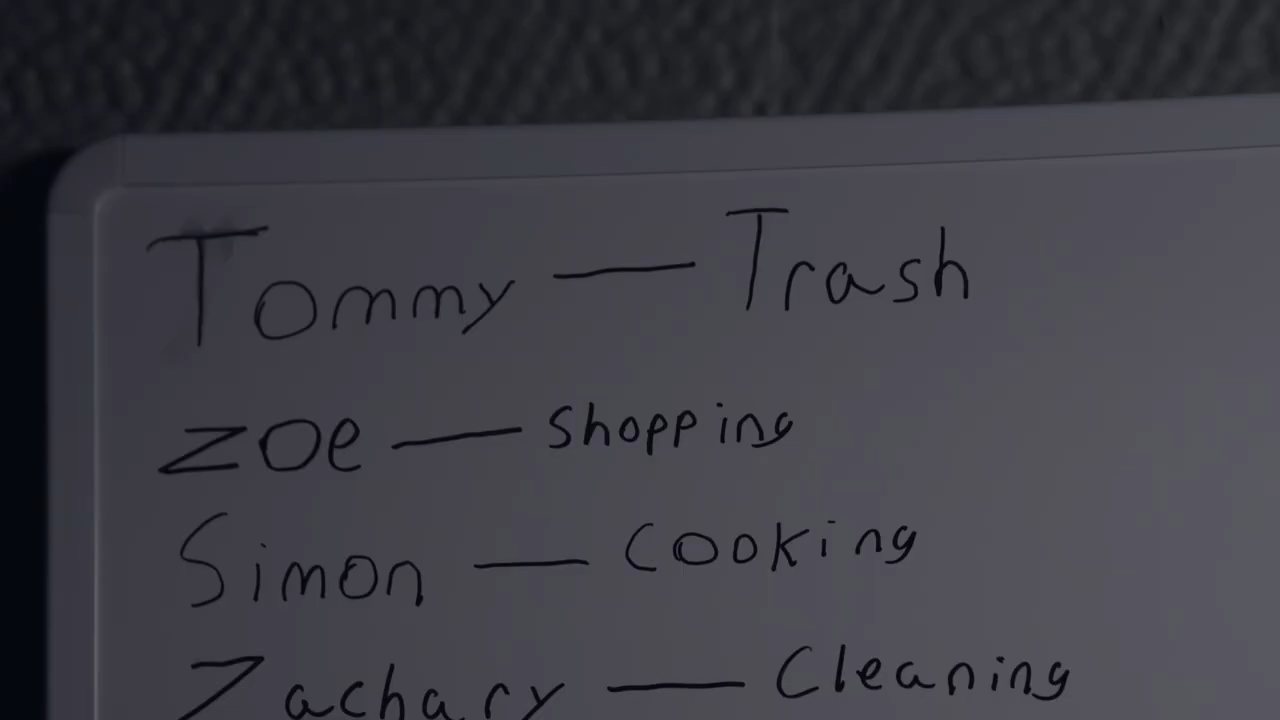 Tommy — Trash
Zoe — Shopping
Simon — Cooking
Zachary — Cleaning